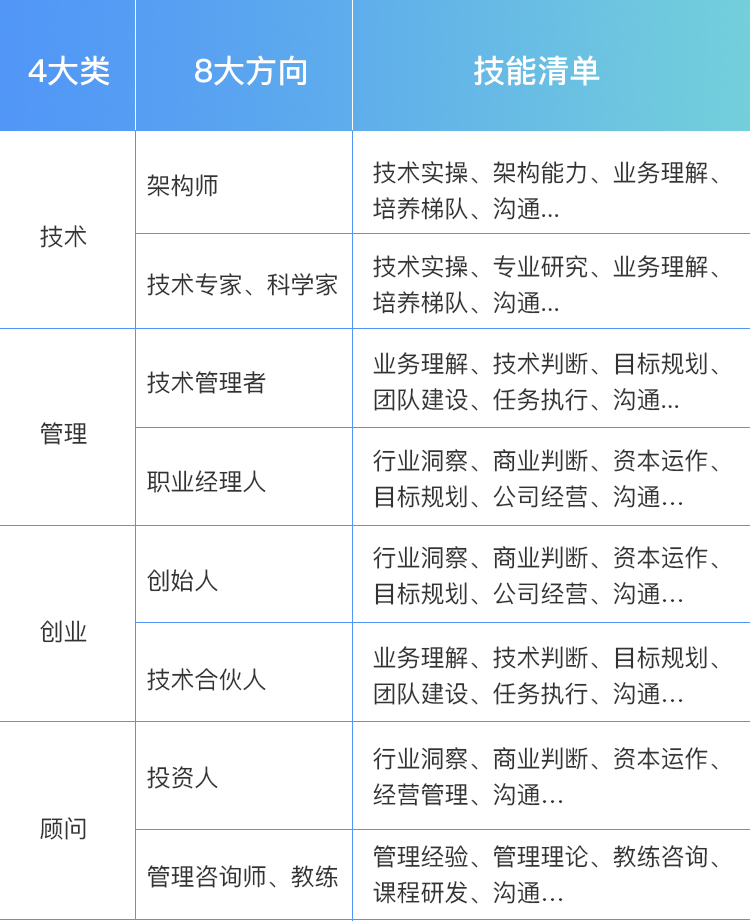 4大类
8大方向
技能清单
技术
架构师
技术实操、架构能力、业务理解、
培养梯队、沟通...
技术专家、科学家
技术实操、专业研究、业务理解、
培养梯队、沟通...
管理
技术管理者
业务理解、技术判断、目标规划、
团队建设、任务执行、沟通...
职业经理人
行业洞察、商业判断、资本运作、
目标规划、公司经营、沟通...
创业
创始人
行业洞察、商业判断、资本运作、
目标规划、公司经营、沟通...
技术合伙人
业务理解、技术判断、目标规划、
团队建设、任务执行、沟通...
顾问
投资人
行业洞察、商业判断、资本运作、
经营管理、沟通...
管理咨询师、教练
管理经验、管理理论、教练咨询、
课程研发、沟通...